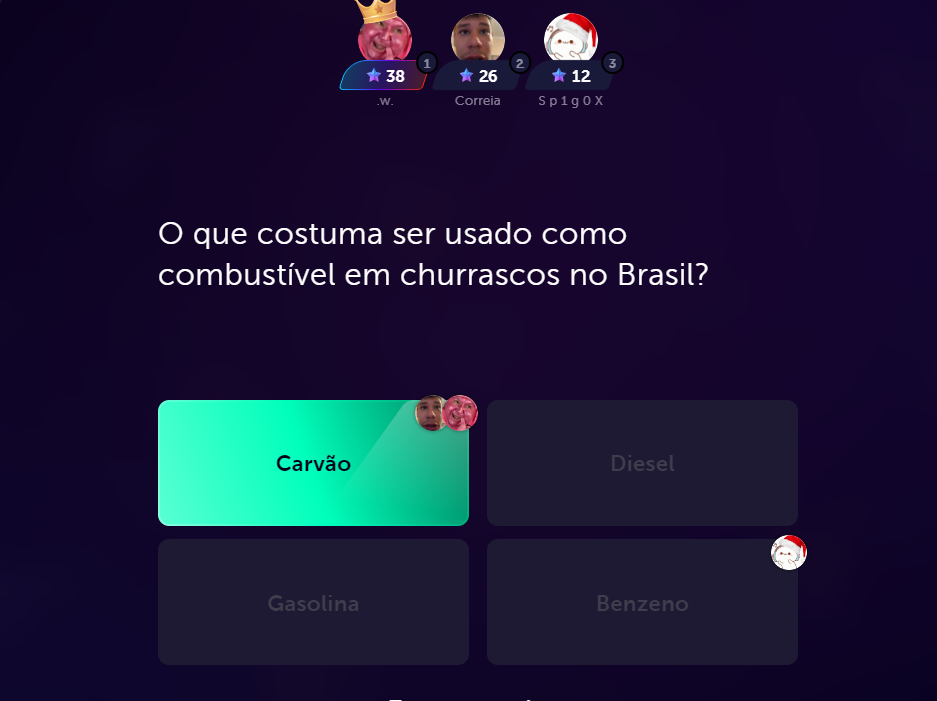 38 1 26 2 12 3
.w. Correia S p 1 g 0 X
O que costuma ser usado como
combustível em churrascos no Brasil?
Carvão Diesel
Gasolina Benzeno